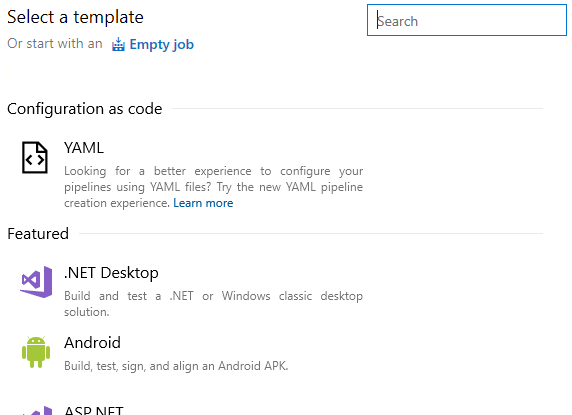 Select a template
Search
Or start with an Empty job
Configuration as code
YAML
Looking for a better experience to configure your
pipelines using YAML files? Try the new YAML pipeline
creation experience. Learn more
Featured
.NET Desktop
Build and test a .NET or Windows classic desktop
solution.
Android
Build, test, sign, and align an Android APK.
ASP.NET